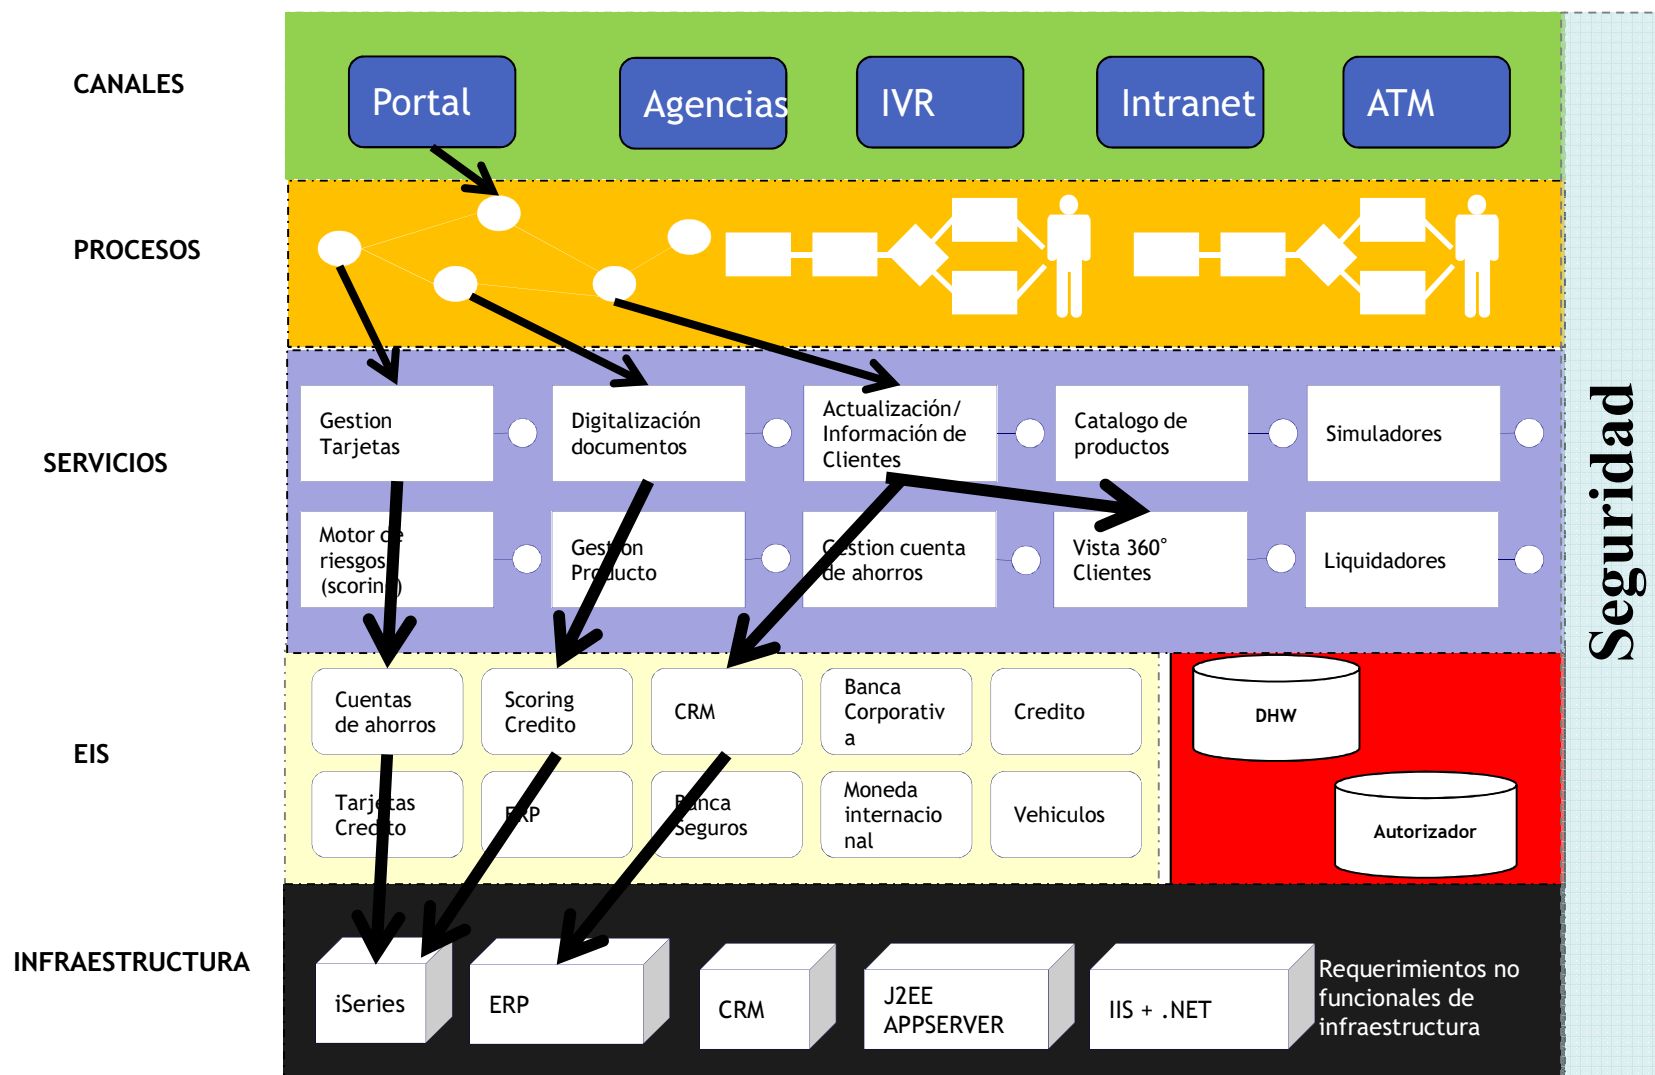 CANALES
Portal
Agencias
IVR
Intranet
ATM
PROCESOS
SERVICIOS
Gestion
Tarjetas
Digitalización
documentos
Actualización/
Información de
Clientes
Catalogo de
productos
Simuladores
Motor de
riesgos
(scoring)
Gestion
Producto
Gestion cuenta
de ahorros
Vista 360°
Clientes
Liquidadores
EIS
Cuentas
de ahorros
Scoring
Credito
CRM
Banca
Corporativ
a
Credito
DHW
Tarjetas
Credito
ERP
Banca
Seguros
Moneda
internacio
nal
Vehiculos
Autorizador
INFRAESTRUCTURA
iSeries
ERP
CRM
J2EE
APPSERVER
IIS + .NET
Requerimientos no
funcionales de
infraestructura
Seguridad